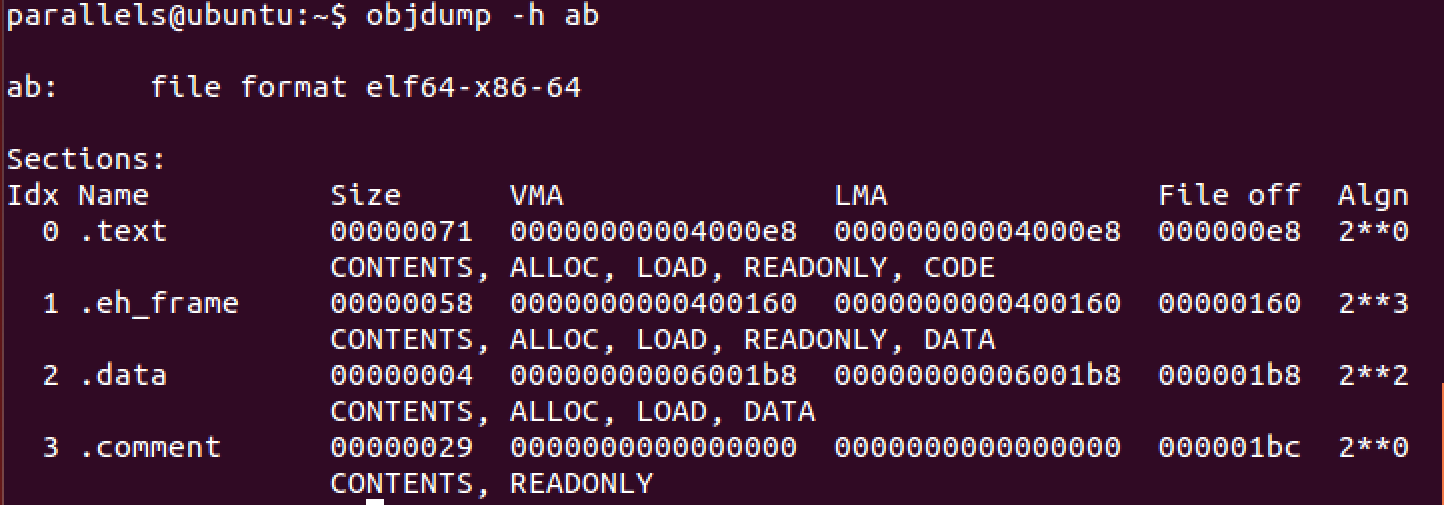 parallels@ubuntu:~$ objdump -h ab
ab:     file format elf64-x86-64
Sections:
Idx Name          Size      VMA               LMA               File off  Algn
  0 .text         00000071  00000000004000e8  00000000004000e8  000000e8  2**0
                  CONTENTS, ALLOC, LOAD, READONLY, CODE
  1 .eh_frame     00000058  0000000000400160  0000000000400160  00000160  2**3
                  CONTENTS, ALLOC, LOAD, READONLY, DATA
  2 .data         00000004  00000000006001b8  00000000006001b8  000001b8  2**2
                  CONTENTS, ALLOC, LOAD, DATA
  3 .comment      00000029  0000000000000000  0000000000000000  000001bc  2**0
                  CONTENTS, READONLY